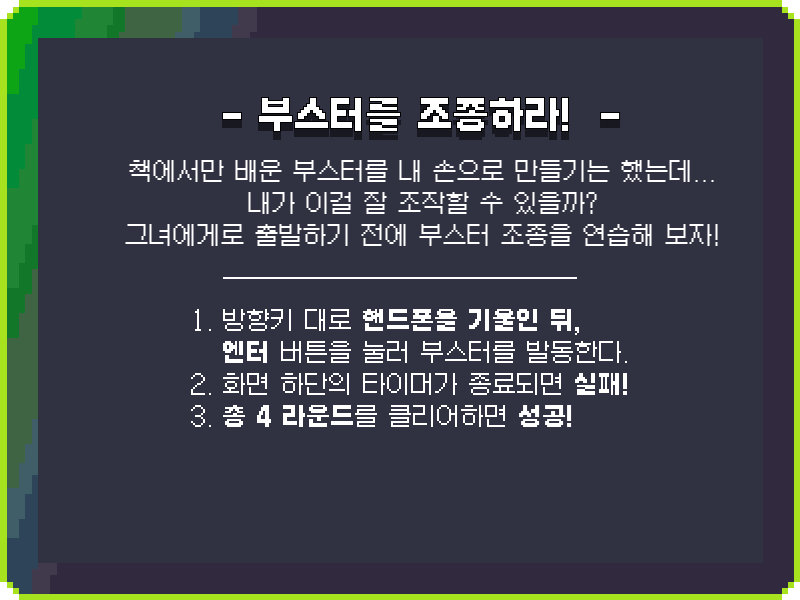 - 부스터를 조종하라! -
책에서만 배운 부스터를 내 손으로 만들기는 했는데...
내가 이걸 잘 조작할 수 있을까?
그녀에게로 출발하기 전에 부스터 조종을 연습해 보자!
1. 방향키 대로 핸드폰을 기울인 뒤,
엔터 버튼을 눌러 부스터를 발동한다.
2. 화면 하단의 타이머가 종료되면 실패!
3. 총 4 라운드를 클리어하면 성공!